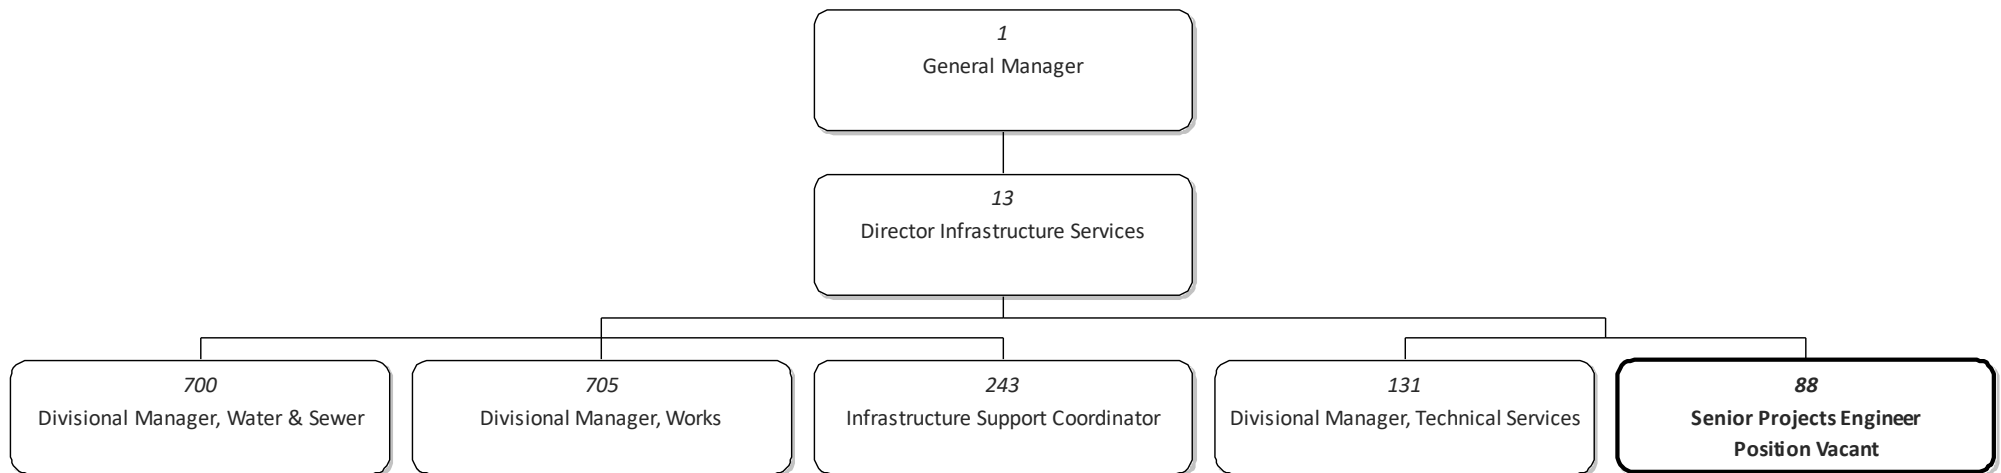 1
General Manager
13
Director Infrastructure Services
700
Divisional Manager, Water & Sewer
705
Divisional Manager, Works
243
Infrastructure Support Coordinator
131
Divisional Manager, Technical Services
88
Senior Projects Engineer
Position Vacant